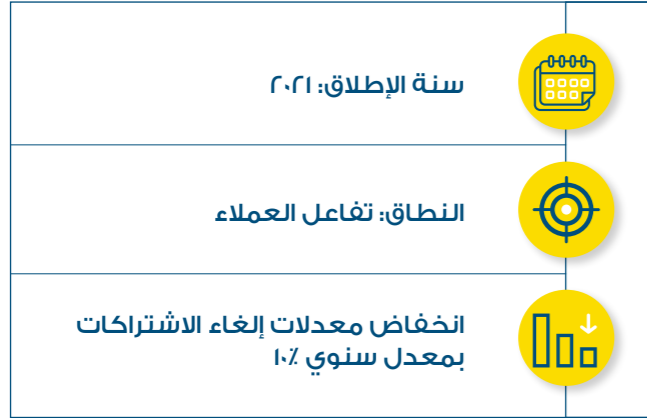 سنة الإطلاق: ٢٠٢١
النطاق: تفاعل العملاء
انخفاض معدلات إلغاء الاشتراكات
بمعدل سنوي ١٠٪